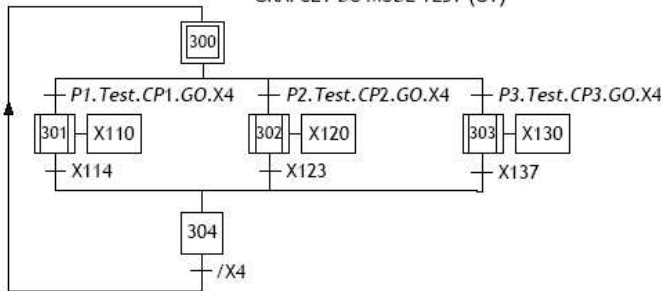 GRAFCET DU MODE TEST (GT)
300
P1.Test.CP1.GO.X4 P2.Test.CP2.GO.X4 P3.Test.CP3.GO.X4
301 X110 302 X120 303 X130
X114 X123 X137
304
/X4